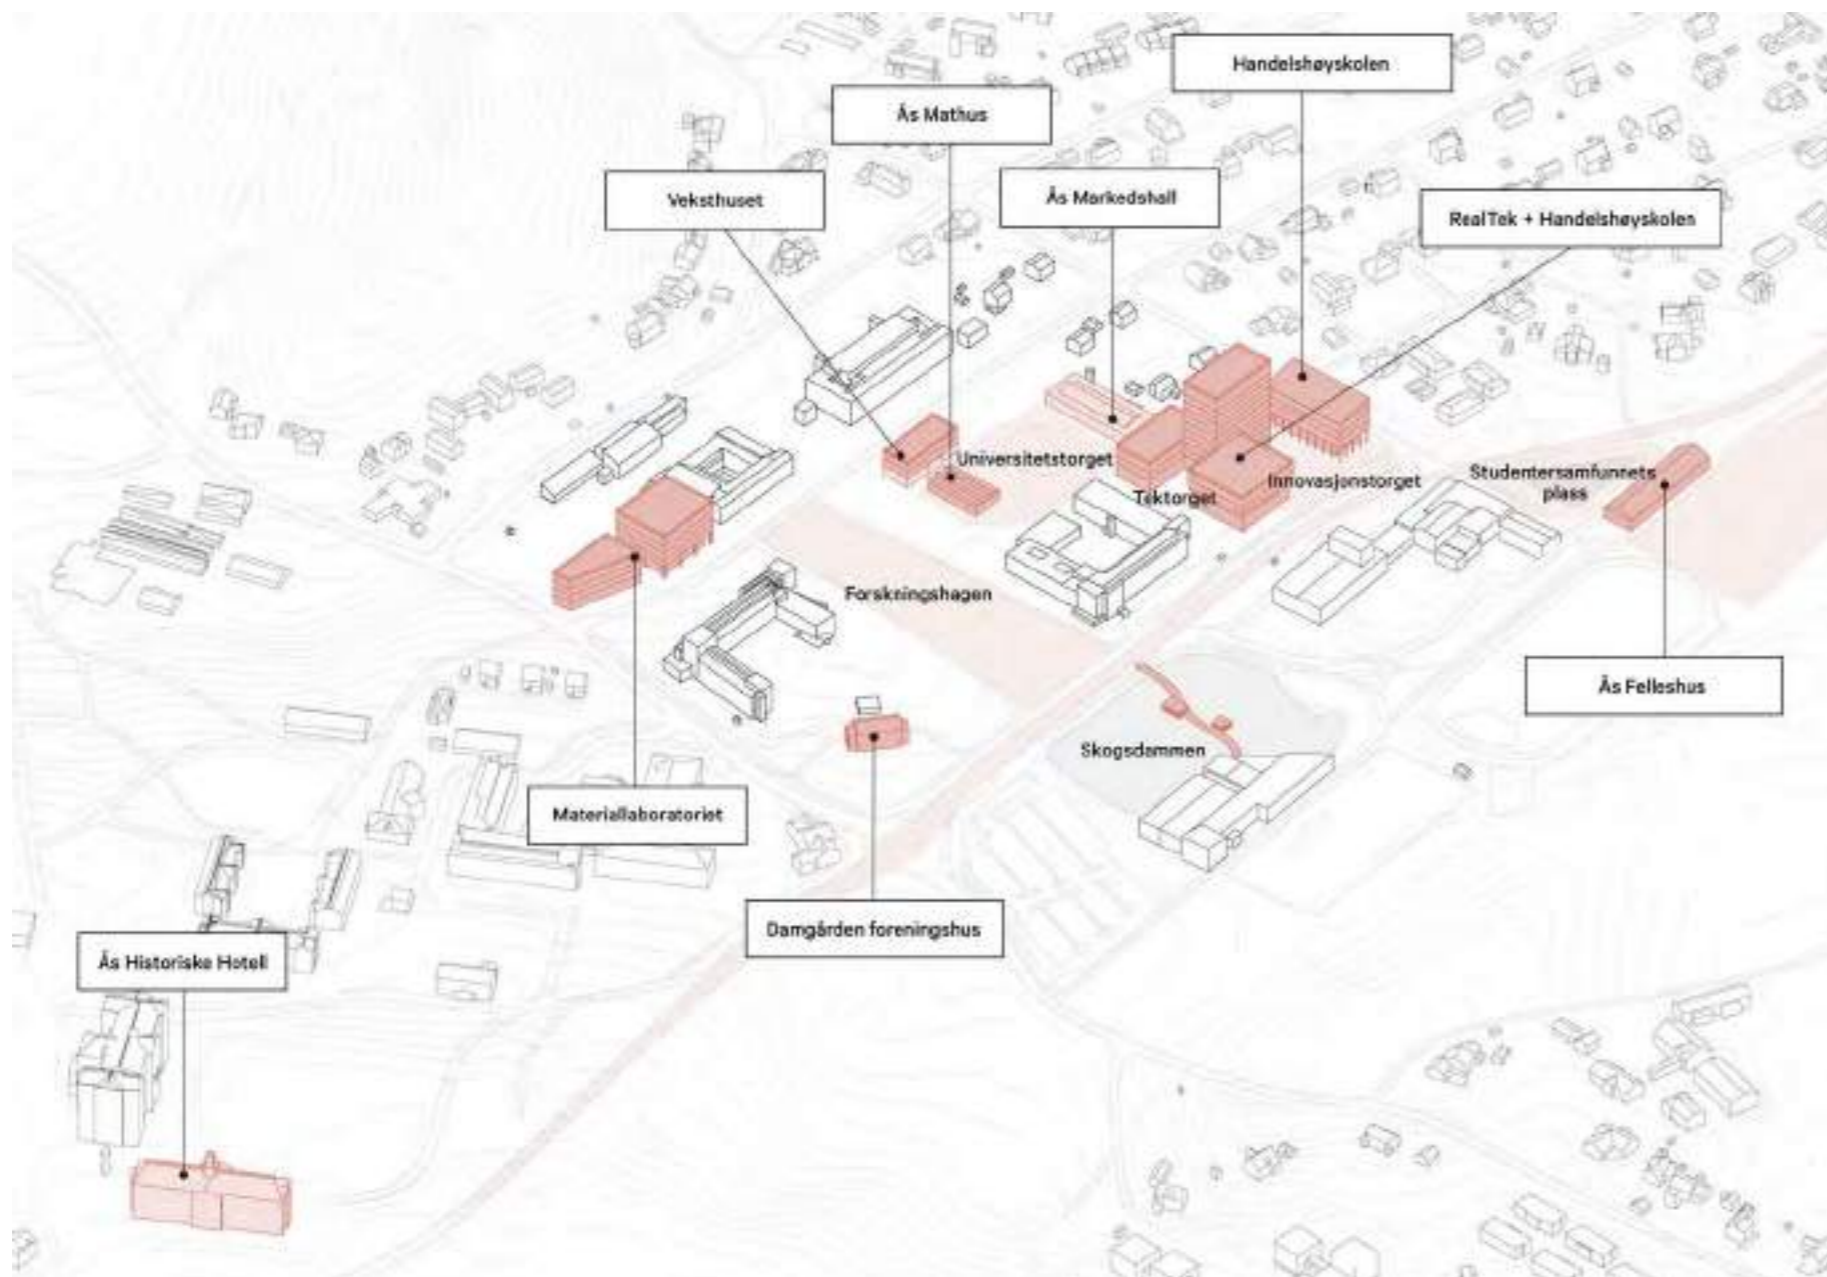 Handelshøyskolen
Ås Mathus
Veksthuset
Ås Markedshall
RealTek + Handelshøyskolen
Universitetstorget
Tektorget
Innovasjonstorget
Studentersamfunnets
plass
Forskningshagen
Ås Felleshus
Skogsdammen
Materiallaboratoriet
Damgården foreningshus
Ås Historiske Hotell